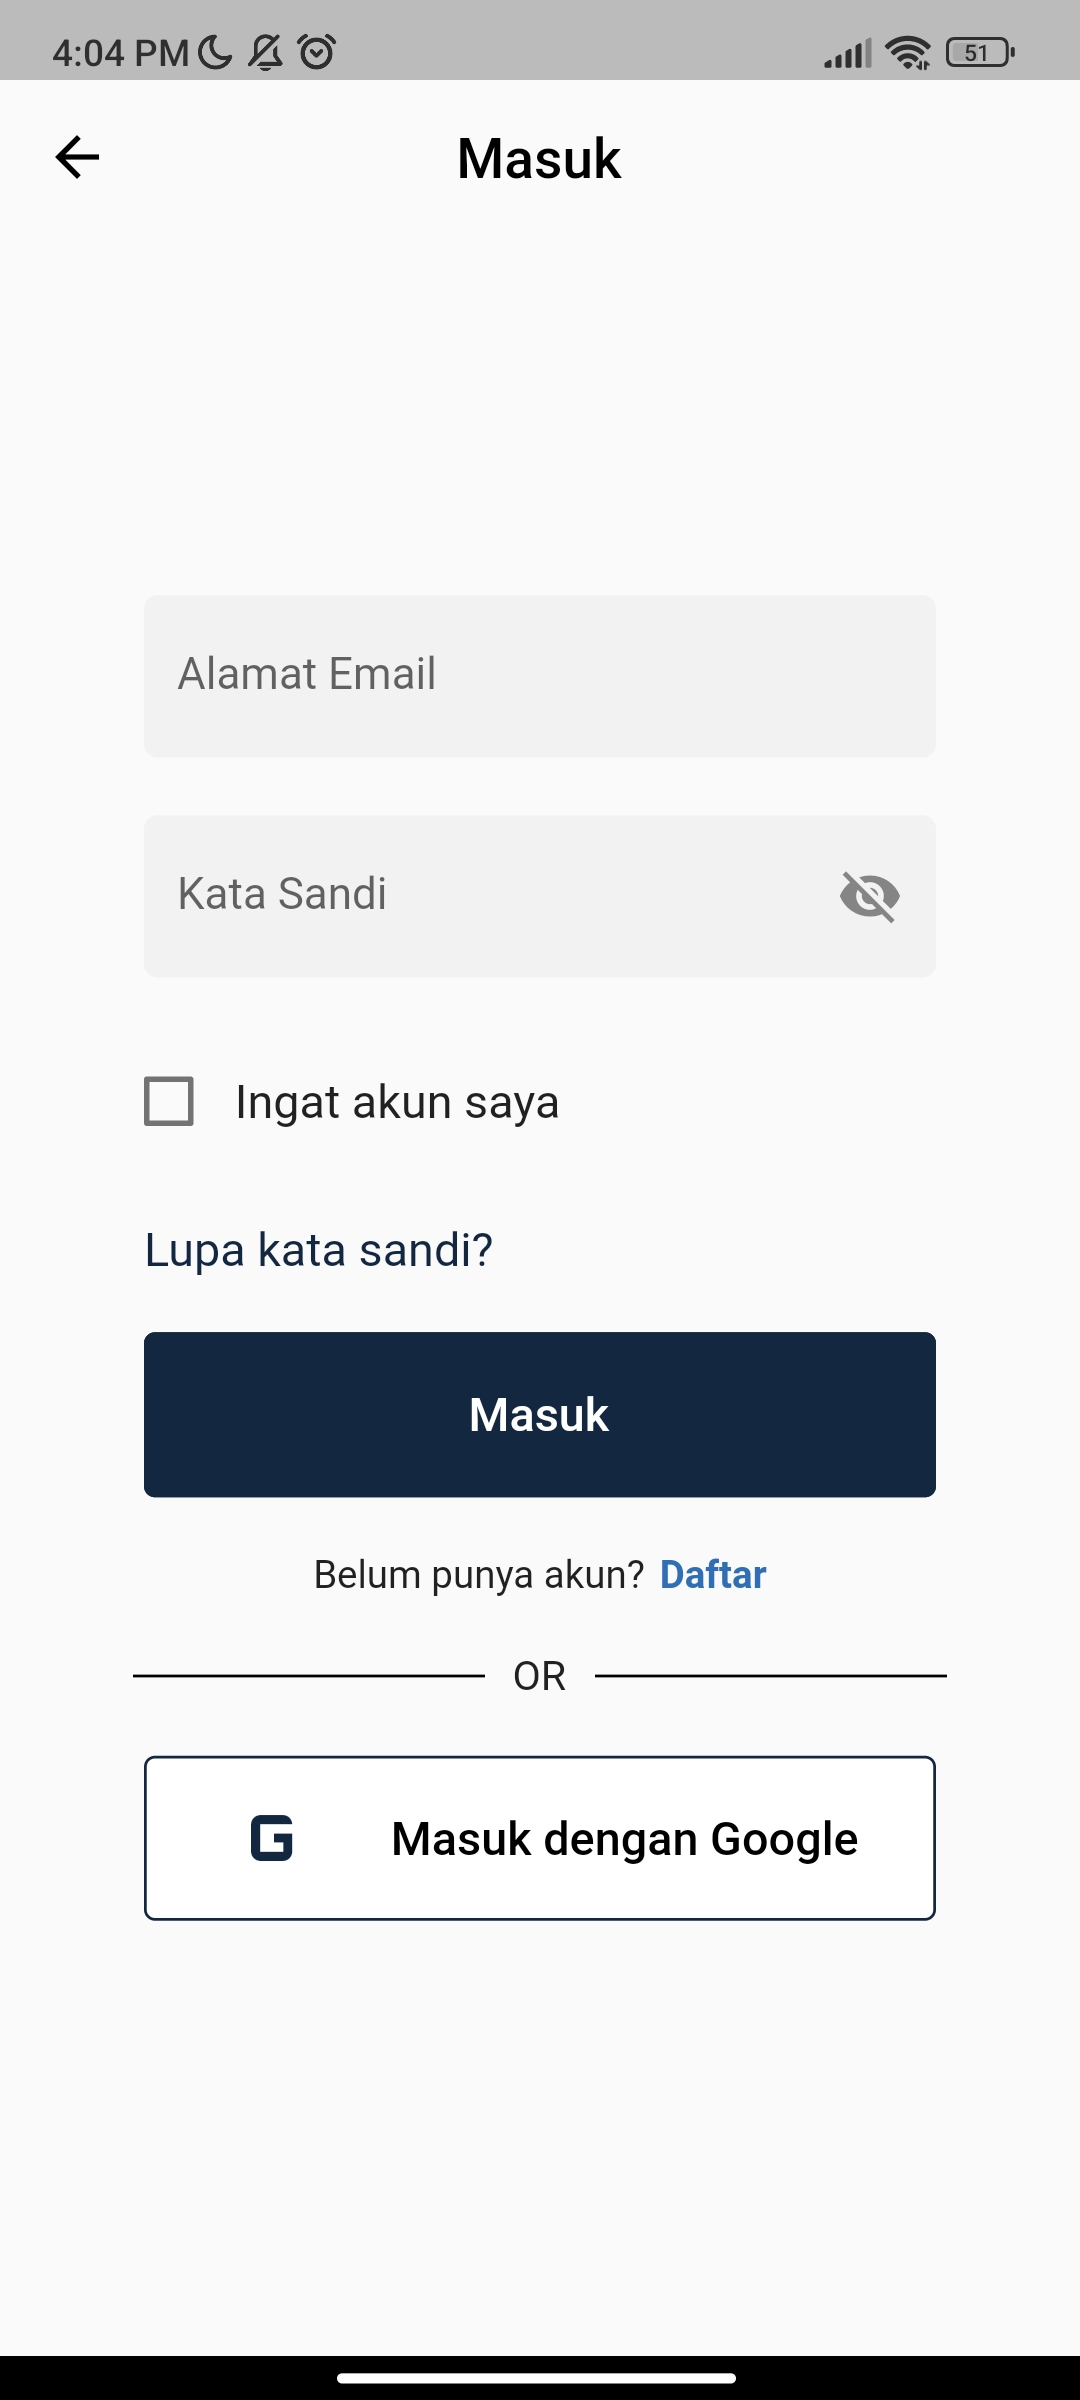 4:04 PM
51
Masuk
Alamat Email
Kata Sandi
Ingat akun saya
Lupa kata sandi?
Masuk
Belum punya akun? Daftar
OR
G Masuk dengan Google